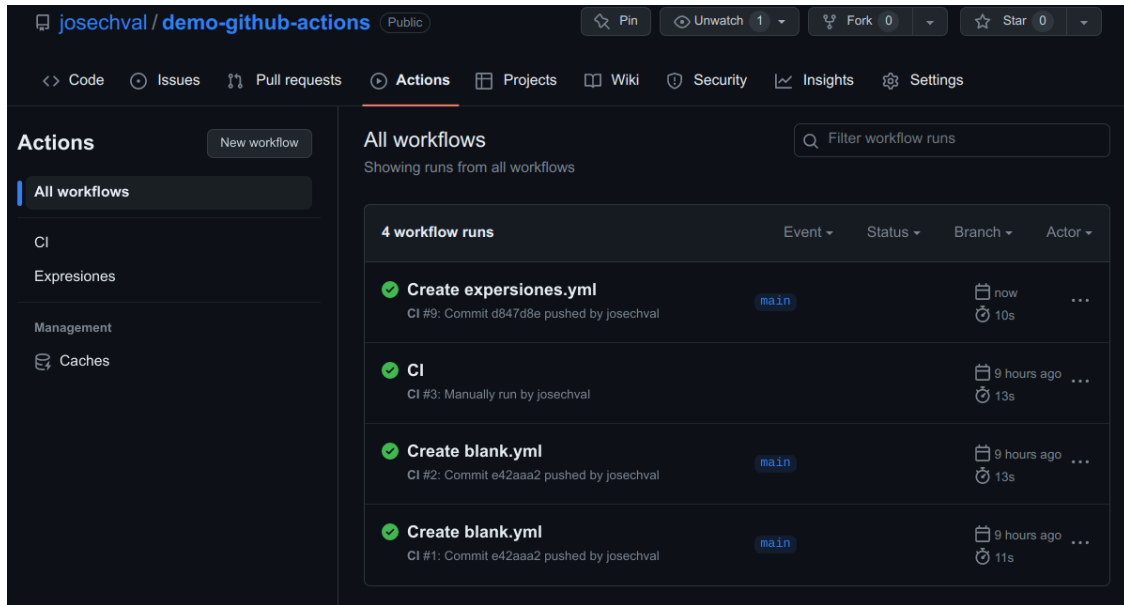 josechval / demo-github-actions Public Pin Unwatch 1 Fork 0 Star 0
Code Issues Pull requests Actions Projects Wiki Security Insights Settings
Actions New workflow
All workflows
CI
Expresiones
Management
Caches
All workflows
Showing runs from all workflows
Filter workflow runs
4 workflow runs Event Status Branch Actor
Create expersiones.yml
CI #9: Commit d847d8e pushed by josechval
main
now
10s
CI
CI #3: Manually run by josechval
9 hours ago
13s
Create blank.yml
CI #2: Commit e42aaa2 pushed by josechval
main
9 hours ago
13s
Create blank.yml
CI #1: Commit e42aaa2 pushed by josechval
main
9 hours ago
11s